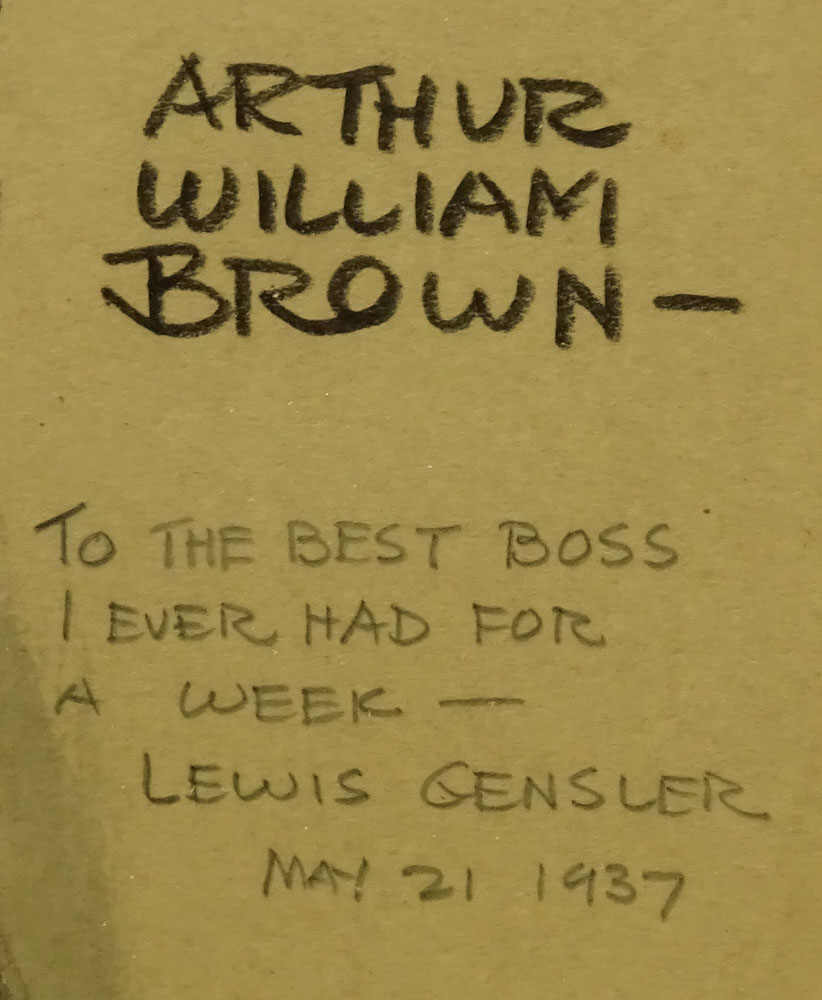 ARTHUR
WILLIAM
BROWN —
TO THE BEST BOSS
I EVER HAD FOR
A WEEK —
LEWIS GENSLER
MAY 21 1937